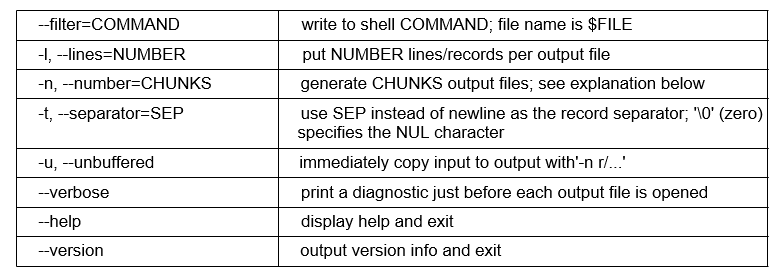 --filter=COMMAND write to shell COMMAND; file name is $FILE
-l, --lines=NUMBER put NUMBER lines/records per output file
-n, --number=CHUNKS generate CHUNKS output files; see explanation below
-t, --separator=SEP use SEP instead of newline as the record separator; '\0' (zero)
specifies the NUL character
-u, --unbuffered immediately copy input to output with'-n r/...'
--verbose print a diagnostic just before each output file is opened
--help display help and exit
--version output version info and exit